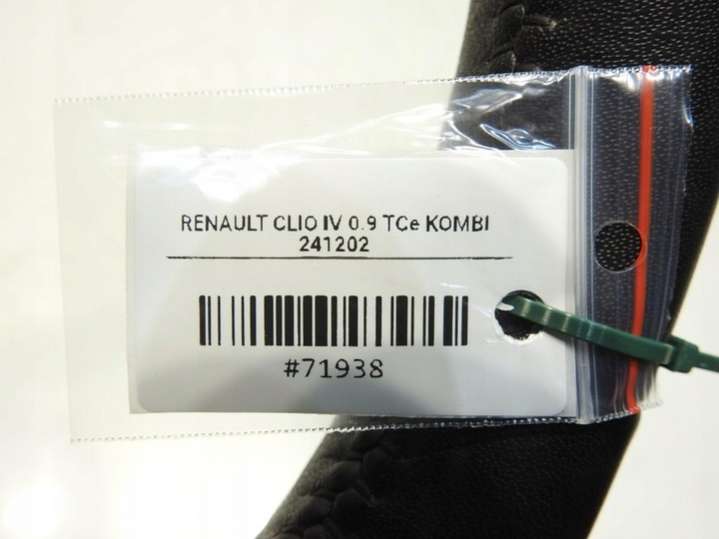 RENAULT CLIO IV 0.9 TCe KOMBI
241202
#71938